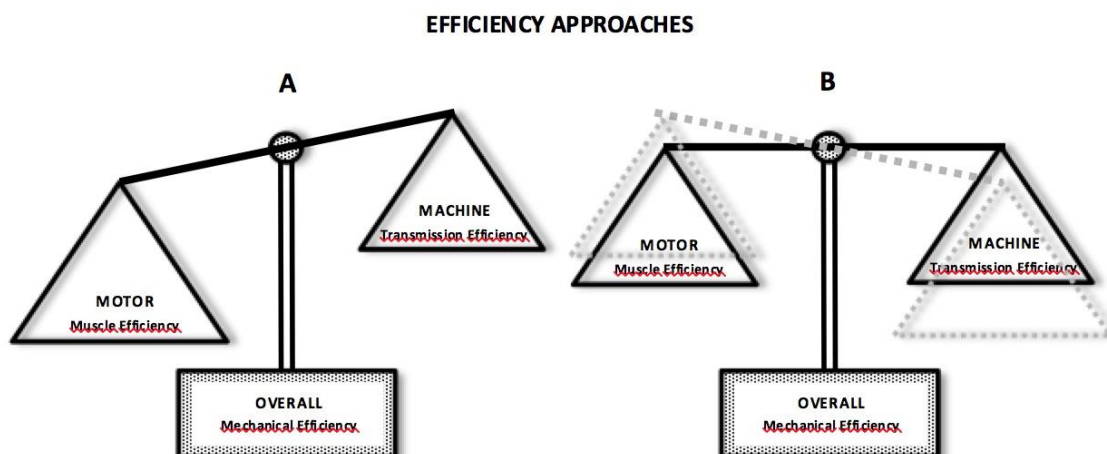 EFFICIENCY APPROACHES
A
MACHINE
Transmission Efficiency
MOTOR
Muscle Efficiency
OVERALL
Mechanical Efficiency
B
MOTOR
Muscle Efficiency
MACHINE
Transmission Efficiency
OVERALL
Mechanical Efficiency